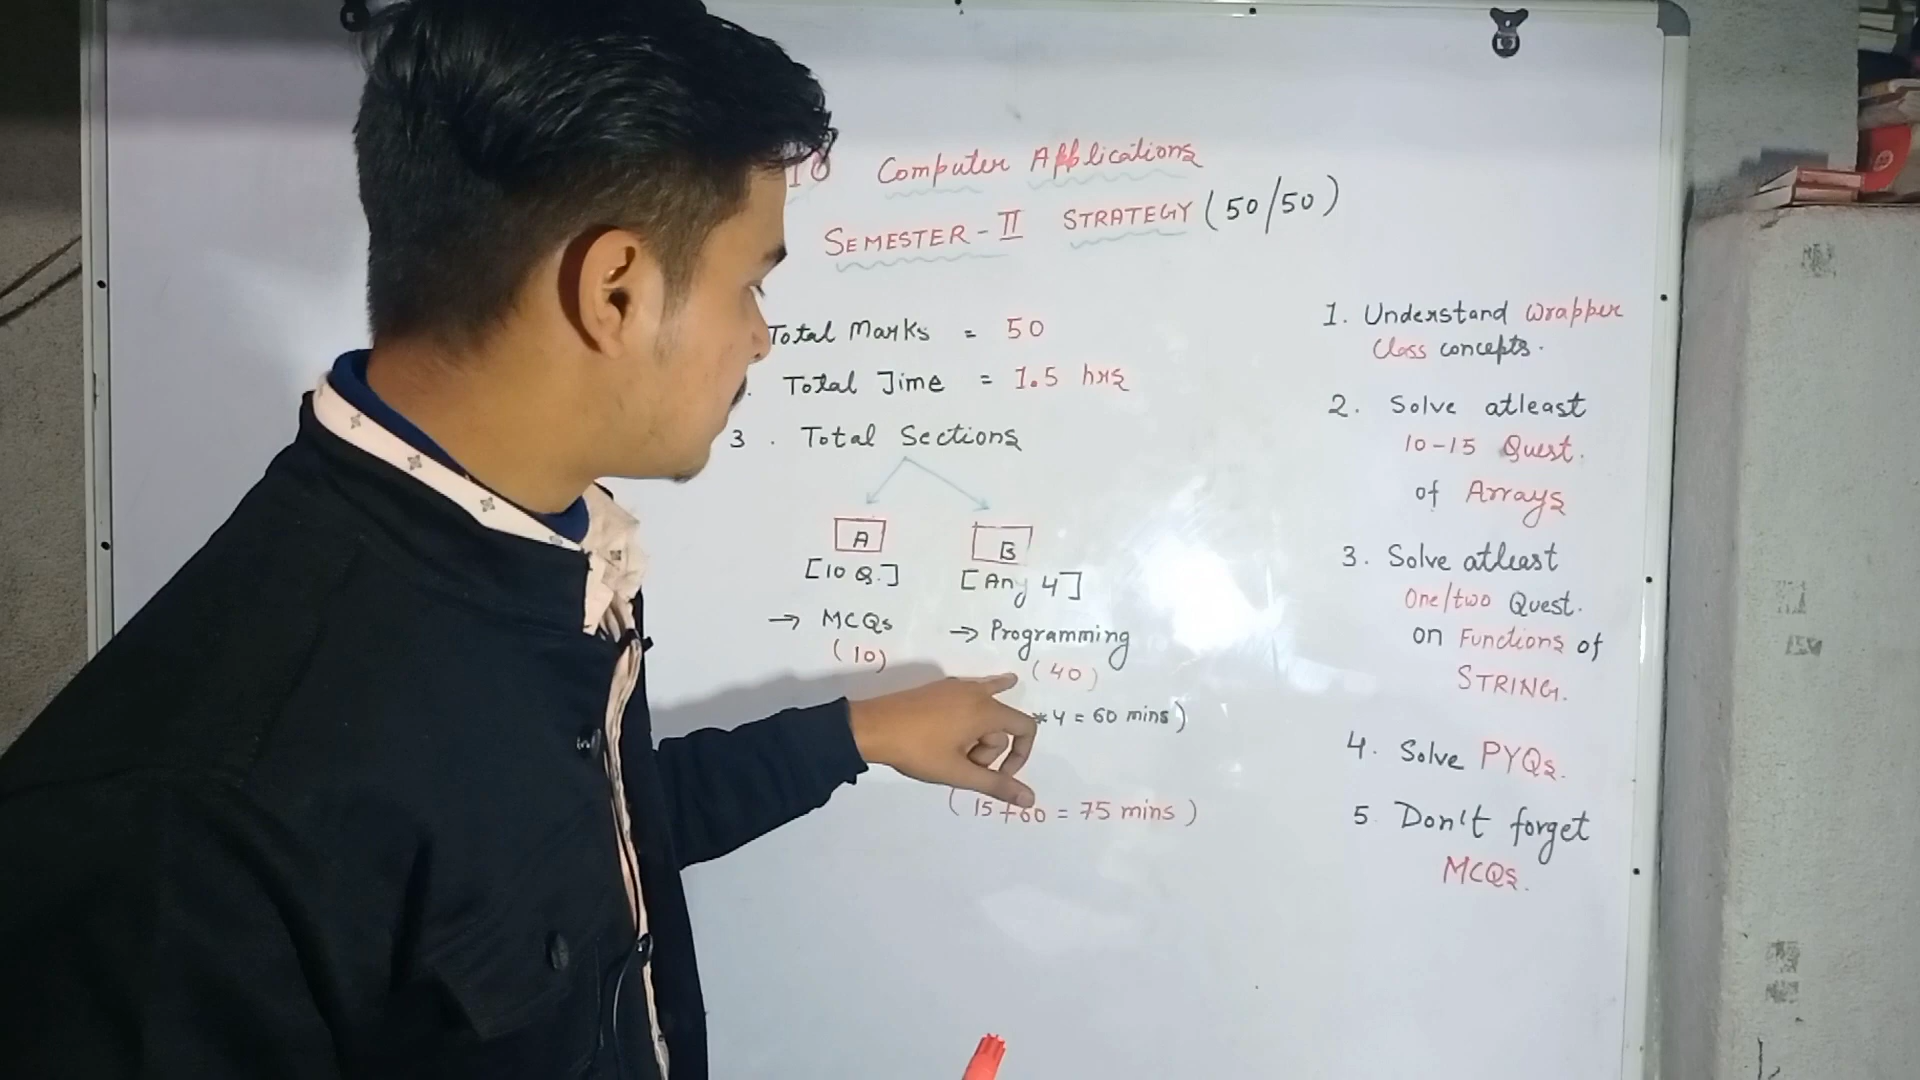 10 Computer Applications
SEMESTER - II STRATEGY (50/50)
Total Marks = 50
Total Time = 1.5 hrs
3. Total Sections
A
B
[10 Q.]
[Any 4]
→ MCQs
→ Programming
(10)
(40)
*4 = 60 mins)
(15+60 = 75 mins)
1. Understand Wrapper
Class concepts.
2. Solve atleast
10-15 Quest.
of Arrays
3. Solve atleast
One/two Quest.
on Functions of
STRING.
4. Solve PYQs.
5. Don't forget
MCQs.